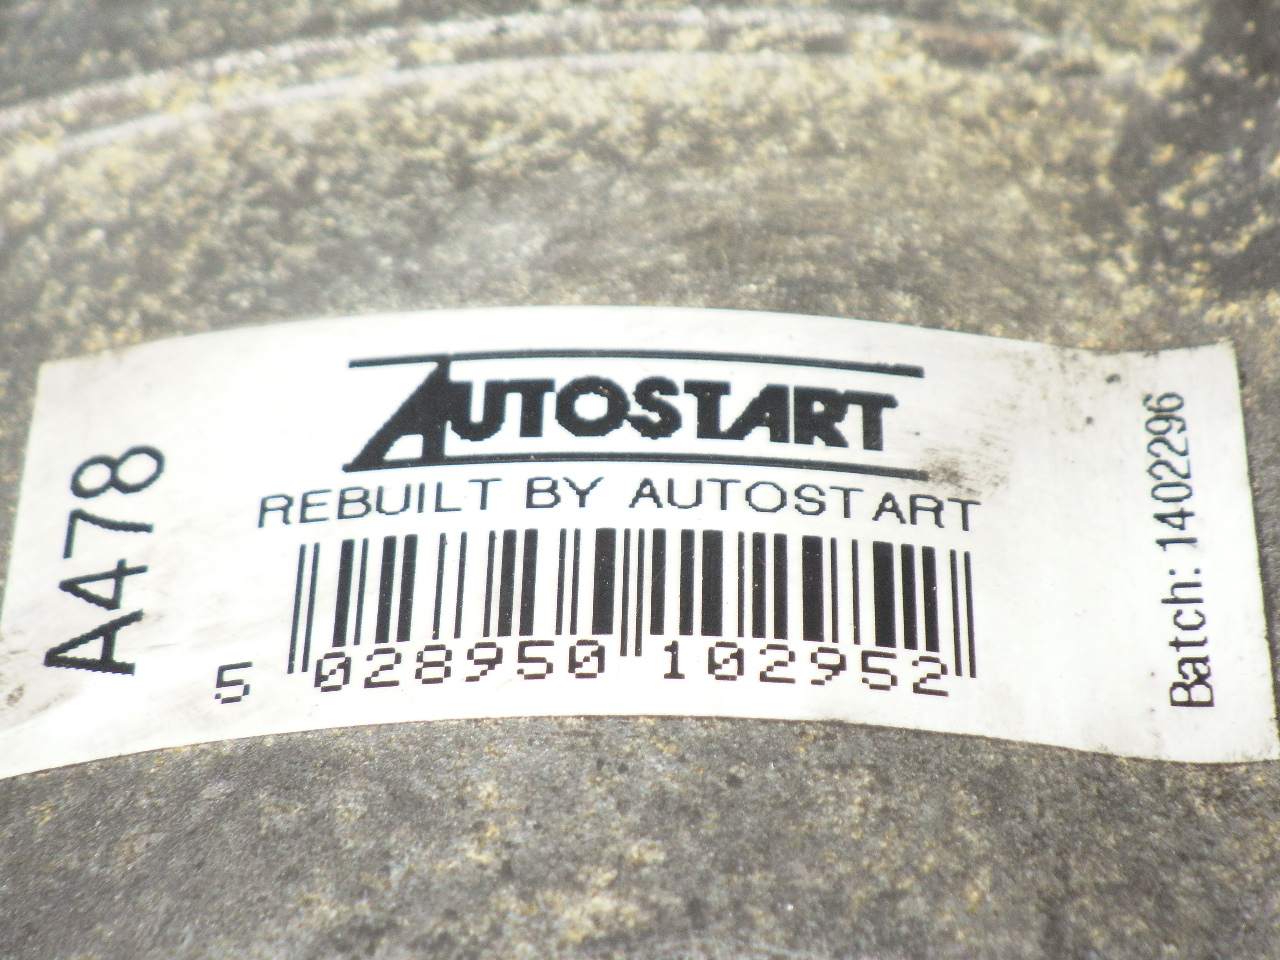 AUTOSTART
REBUILT BY AUTOSTART
A478
5 028950 102952
Batch: 1402296